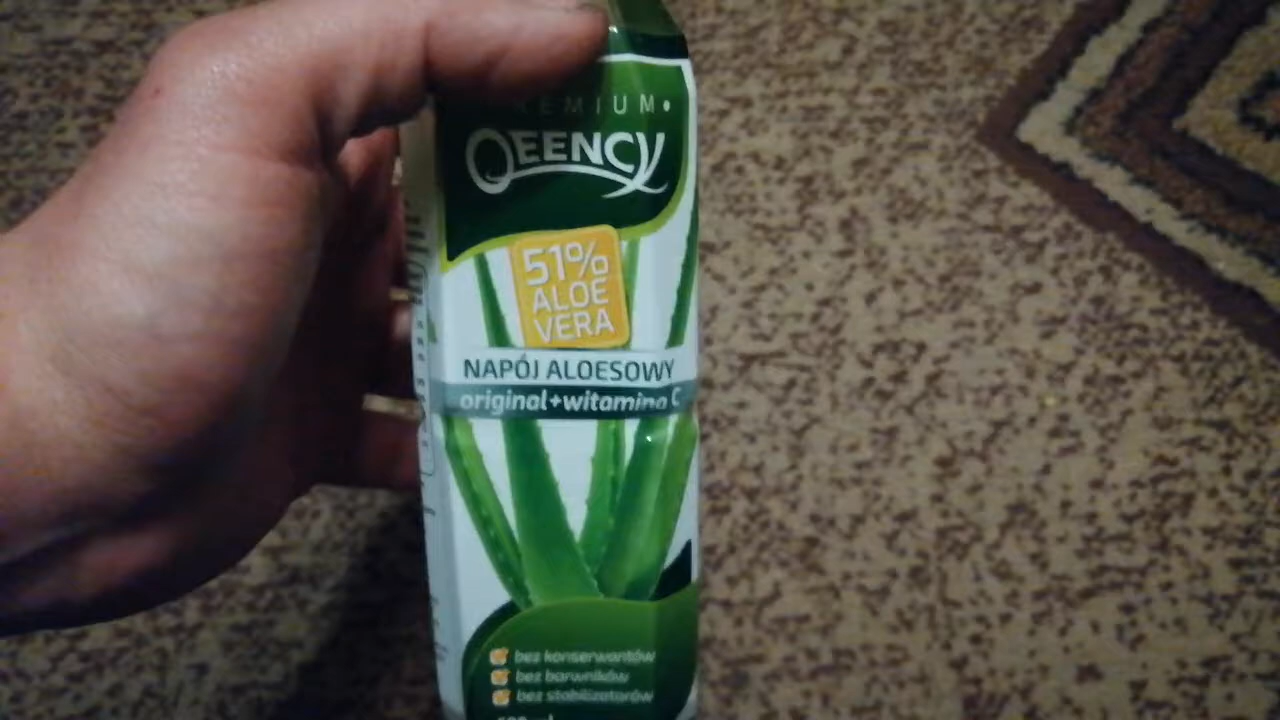 PREMIUM•
QEENCY
51%
ALOE
VERA
NAPÓJ ALOESOWY
original+witamina C
bez konserwantów
bez barwników
bez stabilizatorów